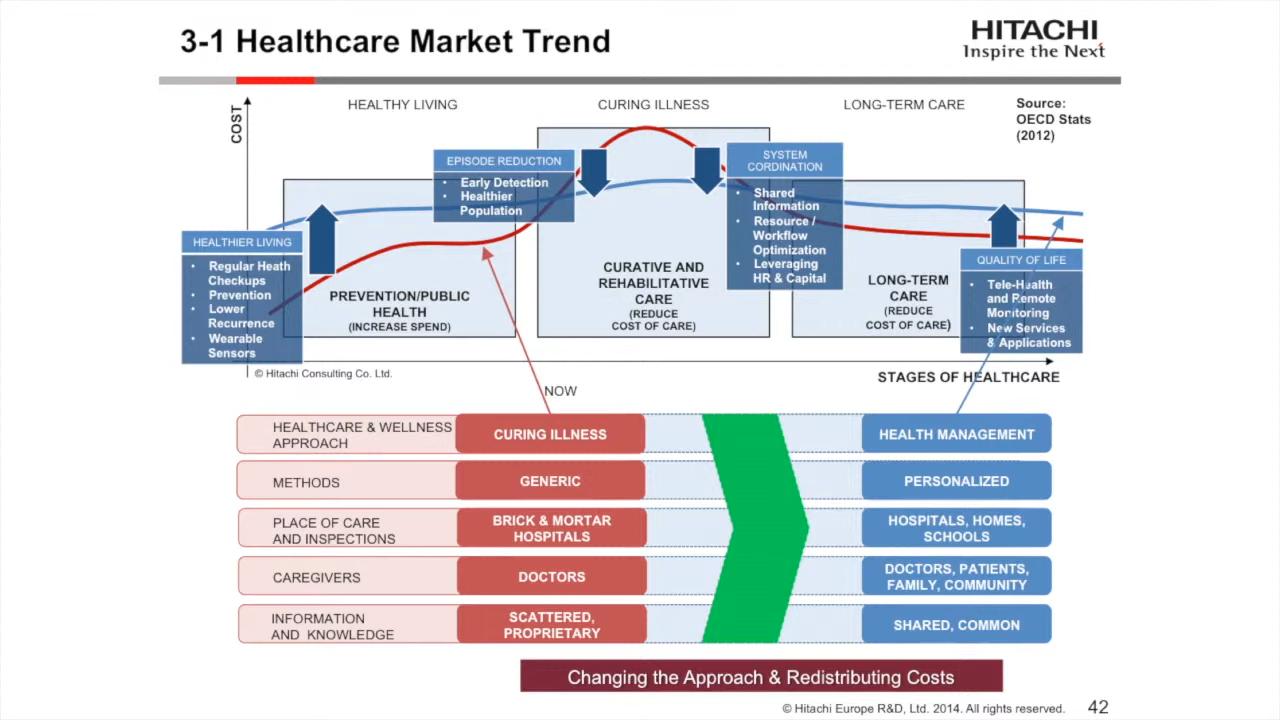 3-1 Healthcare Market Trend
HITACHI
Inspire the Next
COST
HEALTHY LIVING
CURING ILLNESS
LONG-TERM CARE
Source:
OECD Stats
(2012)
EPISODE REDUCTION
• Early Detection
• Healthier
Population
SYSTEM
CORDINATION
• Shared
Information
• Resource /
Workflow
Optimization
• Leveraging
HR & Capital
HEALTHIER LIVING
• Regular Heath
Checkups
• Prevention
• Lower
Recurrence
• Wearable
Sensors
PREVENTION/PUBLIC
HEALTH
(INCREASE SPEND)
CURATIVE AND
REHABILITATIVE
CARE
(REDUCE
COST OF CARE)
LONG-TERM
CARE
(REDUCE
COST OF CARE)
QUALITY OF LIFE
• Tele-Health
and Remote
Monitoring
• New Services
& Applications
© Hitachi Consulting Co. Ltd.
STAGES OF HEALTHCARE
NOW
HEALTHCARE & WELLNESS
APPROACH
CURING ILLNESS
HEALTH MANAGEMENT
METHODS
GENERIC
PERSONALIZED
PLACE OF CARE
AND INSPECTIONS
BRICK & MORTAR
HOSPITALS
HOSPITALS, HOMES,
SCHOOLS
CAREGIVERS
DOCTORS
DOCTORS, PATIENTS,
FAMILY, COMMUNITY
INFORMATION
AND KNOWLEDGE
SCATTERED,
PROPRIETARY
SHARED, COMMON
Changing the Approach & Redistributing Costs
© Hitachi Europe R&D, Ltd. 2014. All rights reserved.
42